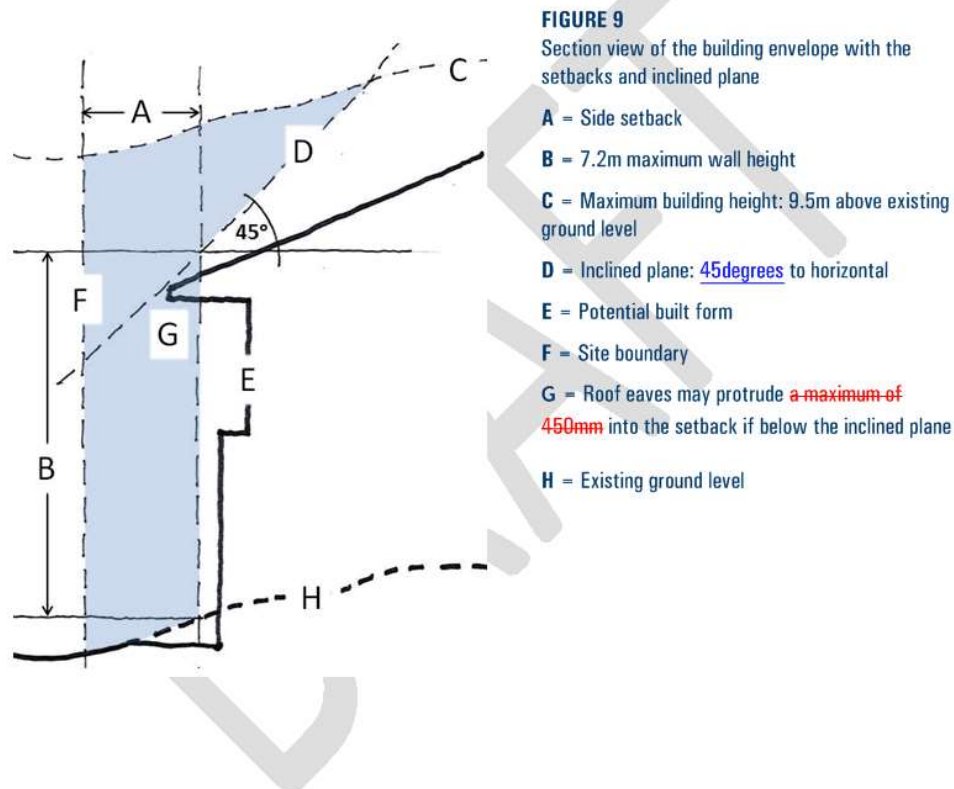 FIGURE 9
Section view of the building envelope with the
setbacks and inclined plane
A = Side setback
B = 7.2m maximum wall height
C = Maximum building height: 9.5m above existing
ground level
D = Inclined plane: 45degrees to horizontal
E = Potential built form
F = Site boundary
G = Roof eaves may protrude a maximum of
450mm into the setback if below the inclined plane
H = Existing ground level
C
A
D
45°
F
G
E
B
H
DRAFT